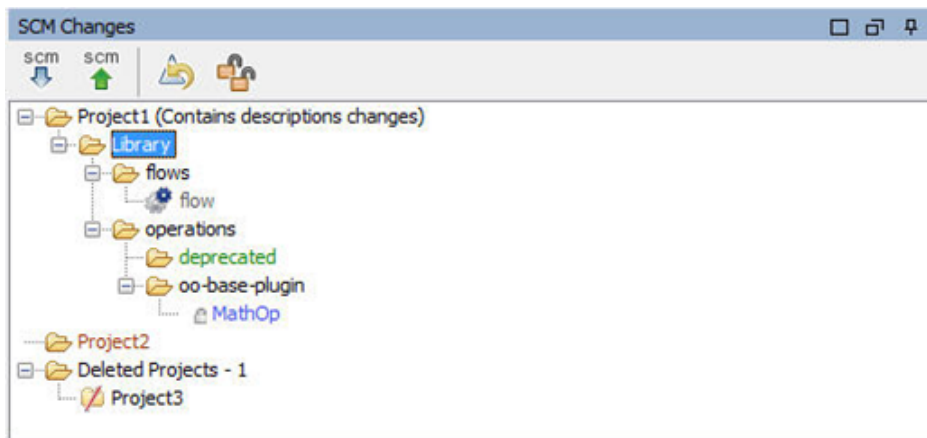 SCM Changes
scm scm
Project1 (Contains descriptions changes)
Library
flows
flow
operations
deprecated
oo-base-plugin
MathOp
Project2
Deleted Projects - 1
Project3